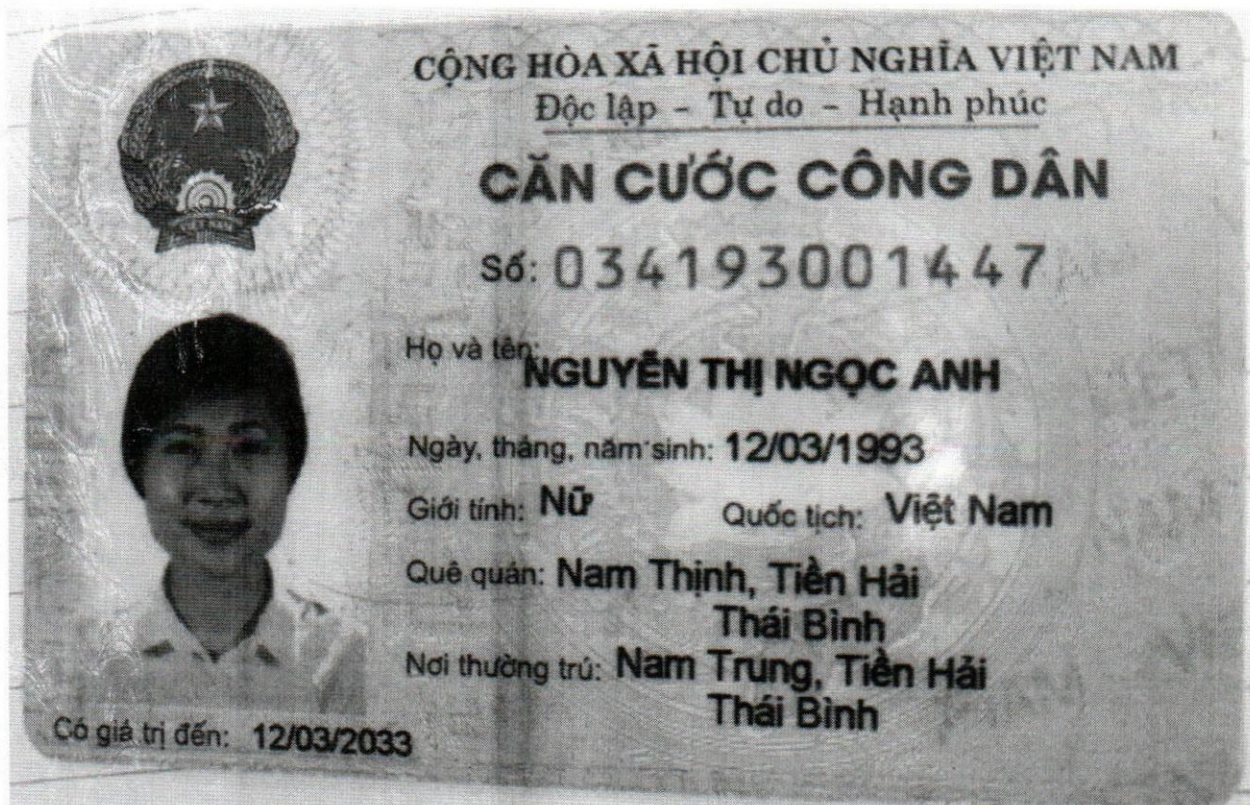 CỘNG HÒA XÃ HỘI CHỦ NGHĨA VIỆT NAM
Độc lập - Tự do - Hạnh phúc
CĂN CƯỚC CÔNG DÂN
Số: 034193001447
Họ và tên:
NGUYỄN THỊ NGỌC ANH
Ngày, tháng, năm sinh: 12/03/1993
Giới tính: Nữ Quốc tịch: Việt Nam
Quê quán: Nam Thịnh, Tiền Hải
Thái Bình
Nơi thường trú: Nam Trung, Tiền Hải
Thái Bình
Có giá trị đến: 12/03/2033
VIỆT NAM